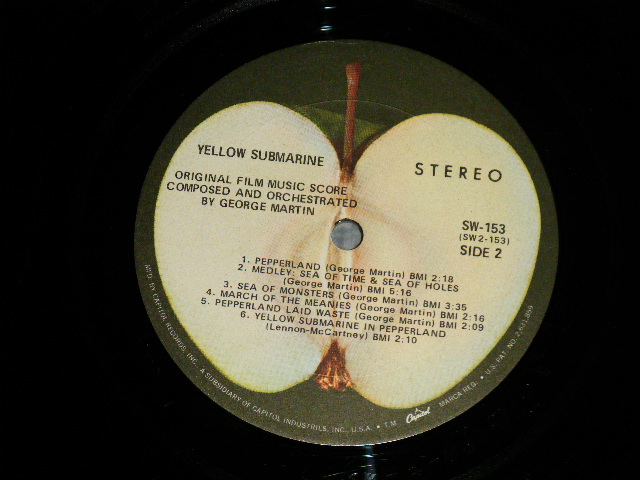 YELLOW SUBMARINE
STEREO
ORIGINAL FILM MUSIC SCORE
COMPOSED AND ORCHESTRATED
BY GEORGE MARTIN
SW-153
(SW2-153)
SIDE 2
1. PEPPERLAND (George Martin) BMI 2:18
2. MEDLEY: SEA OF TIME & SEA OF HOLES
(George Martin) BMI 5:16
3. SEA OF MONSTERS (George Martin) BMI 3:35
4. MARCH OF THE MEANIES (George Martin) BMI 2:16
5. PEPPERLAND LAID WASTE (George Martin) BMI 2:09
6. YELLOW SUBMARINE IN PEPPERLAND
(Lennon-McCartney) BMI 2:10
MFD. BY CAPITOL RECORDS, INC. A SUBSIDIARY OF CAPITOL INDUSTRIES, INC., U.S.A. • T.M. Capitol MARCA REG. • U.S. PAT. NO. 2,631,859